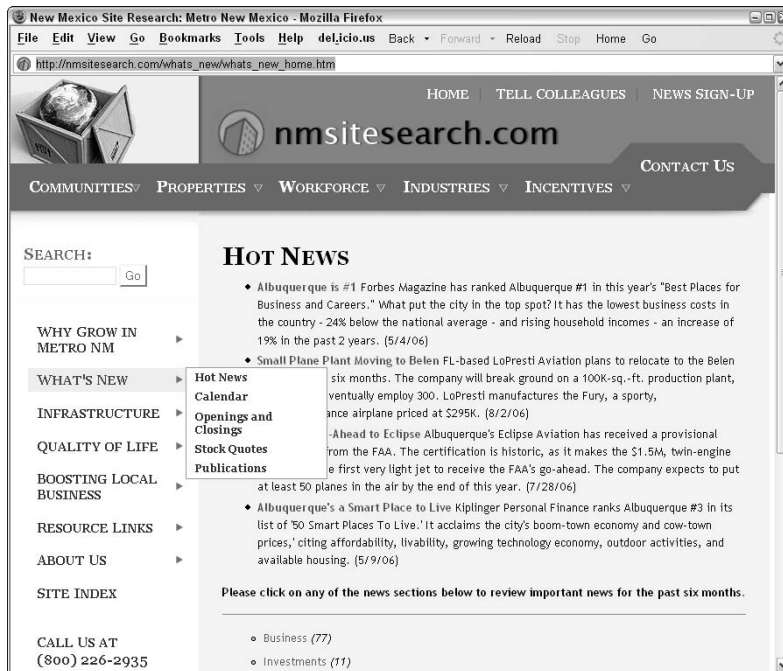 New Mexico Site Research: Metro New Mexico - Mozilla Firefox
File Edit View Go Bookmarks Tools Help del.icio.us Back Forward Reload Stop Home Go
http://nmsitesearch.com/whats_new/whats_new_home.htm
HOME TELL COLLEAGUES NEWS SIGN-UP
nmsitesearch.com
CONTACT US
COMMUNITIES PROPERTIES WORKFORCE INDUSTRIES INCENTIVES
SEARCH:
Go
WHY GROW IN
METRO NM
WHAT'S NEW
INFRASTRUCTURE
QUALITY OF LIFE
BOOSTING LOCAL
BUSINESS
RESOURCE LINKS
ABOUT US
SITE INDEX
CALL US AT
(800) 226-2935
Hot News
Calendar
Openings and
Closings
Stock Quotes
Publications
HOT NEWS
Albuquerque is #1 Forbes Magazine has ranked Albuquerque #1 in this year's "Best Places for
Business and Careers." What put the city in the top spot? It has the lowest business costs in
the country - 24% below the national average - and rising household incomes - an increase of
19% in the past 2 years. (5/4/06)
Small Plane Plant Moving to Belen FL-based LoPresti Aviation plans to relocate to the Belen
six months. The company will break ground on a 100K-sq.-ft. production plant,
eventually employ 300. LoPresti manufactures the Fury, a sporty,
airplane priced at $295K. (8/2/06)
-Ahead to Eclipse Albuquerque's Eclipse Aviation has received a provisional
from the FAA. The certification is historic, as it makes the $1.5M, twin-engine
e first very light jet to receive the FAA's go-ahead. The company expects to put
at least 50 planes in the air by the end of this year. (7/28/06)
Albuquerque's a Smart Place to Live Kiplinger Personal Finance ranks Albuquerque #3 in its
list of '50 Smart Places To Live.' It acclaims the city's boom-town economy and cow-town
prices,' citing affordability, livability, growing technology economy, outdoor activities, and
available housing. (5/9/06)
Please click on any of the news sections below to review important news for the past six months.
Business (77)
Investments (11)